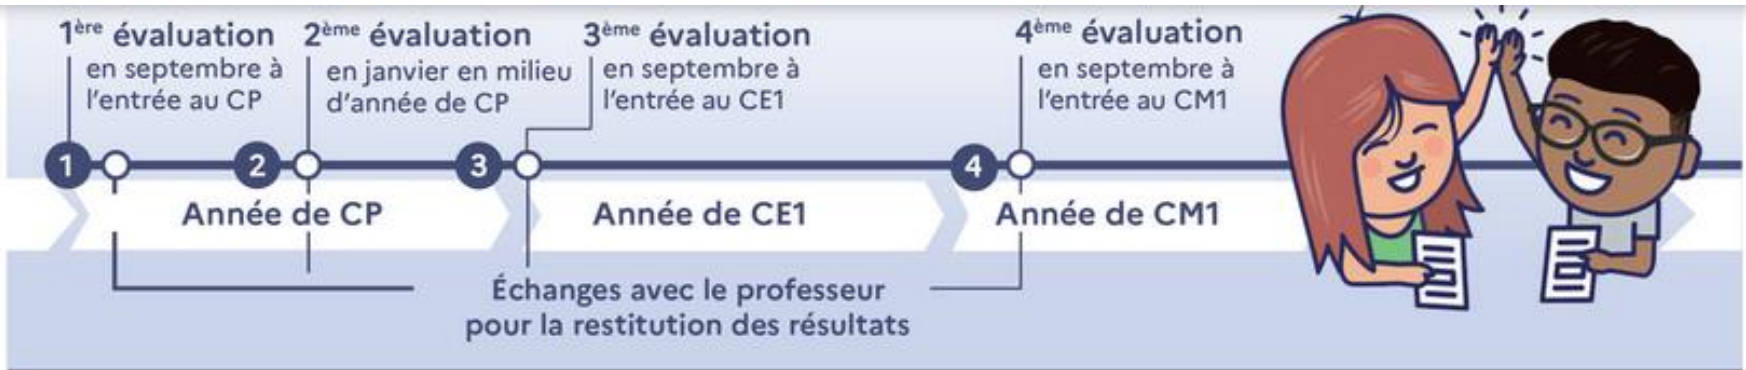 1ère évaluation
en septembre à
l'entrée au CP
2ème évaluation
en janvier en milieu
d'année de CP
3ème évaluation
en septembre à
l'entrée au CE1
4ème évaluation
en septembre à
l'entrée au CM1
1
2
3
4
Année de CP
Année de CE1
Année de CM1
Échanges avec le professeur
pour la restitution des résultats